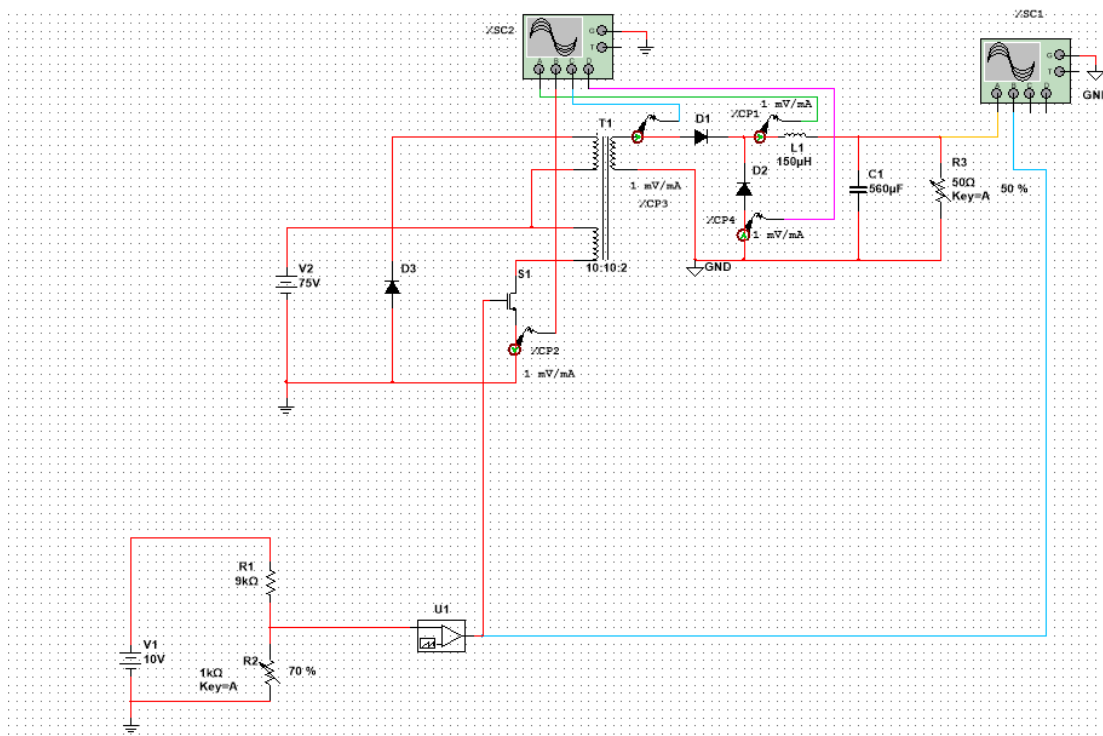 XSC2
G
T
A B C D
XSC1
G
T
A B C D
GND
1 mV/mA
XCP1
T1
D1
L1
150μH
1 mV/mA
XCP3
D2
XCP4
1 mV/mA
C1
560μF
R3
50Ω
Key=A
50 %
GND
10:10:2
V2
75V
D3
S1
XCP2
1 mV/mA
R1
9kΩ
U1
V1
10V
R2
1kΩ
Key=A
70 %